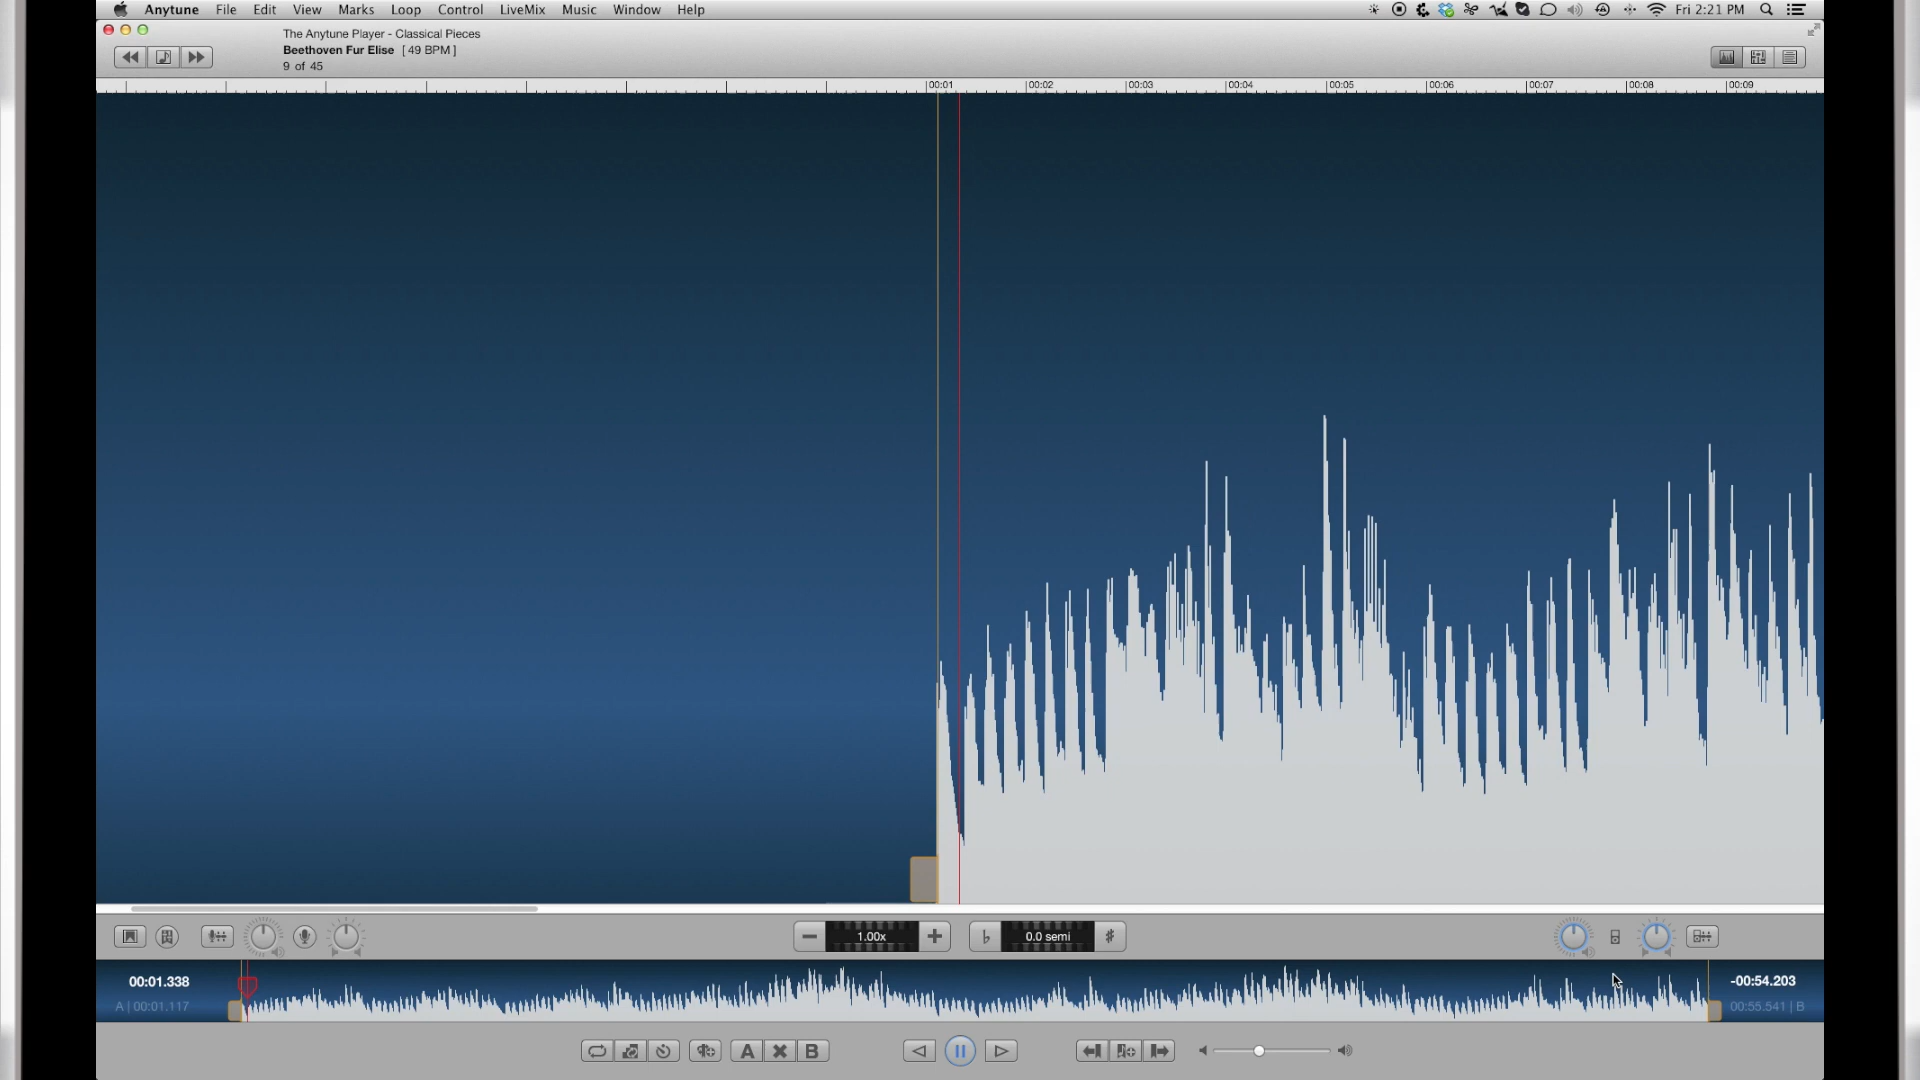 Anytune File Edit View Marks Loop Control LiveMix Music Window Help Fri 2:21 PM
The Anytune Player - Classical Pieces
Beethoven Fur Elise [ 49 BPM ]
9 of 45
00:01 00:02 00:03 00:04 00:05 00:06 00:07 00:08 00:09
1.00x 0.0 semi
00:01.338 -00:54.203
A | 00:01.117 00:55.541 | B
A B